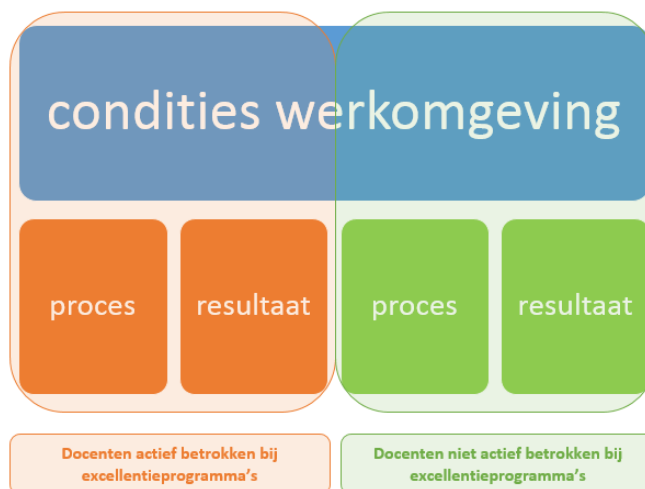 condities werkomgeving
proces
resultaat
proces
resultaat
Docenten actief betrokken bij
excellentieprogramma's
Docenten niet actief betrokken bij
excellentieprogramma's